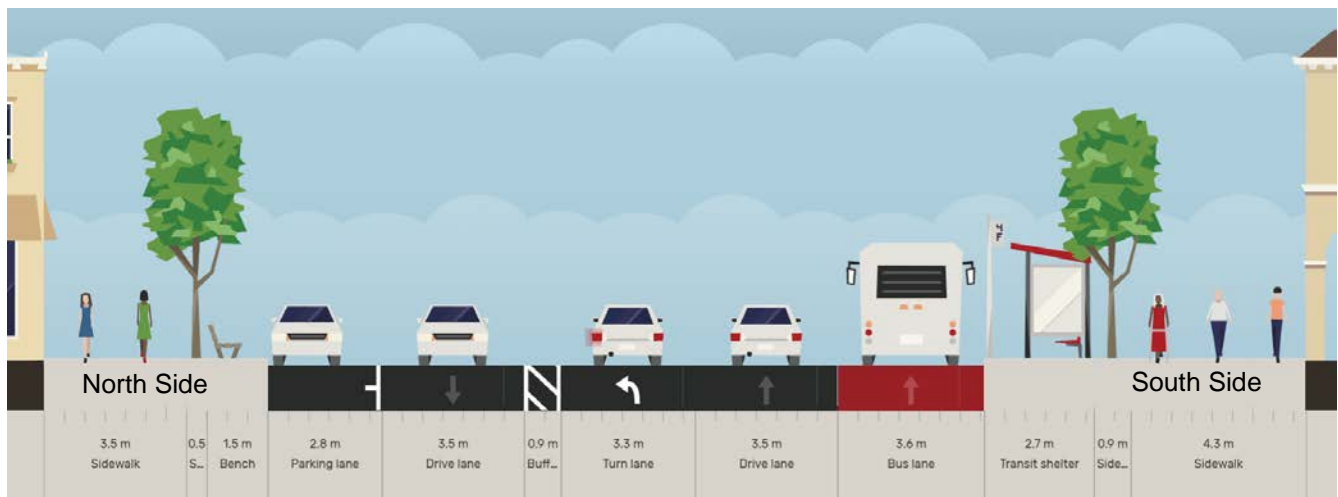 North Side
South Side
3.5 m
Sidewalk
0.5
S...
1.5 m
Bench
2.8 m
Parking lane
3.5 m
Drive lane
0.9 m
Buff...
3.3 m
Turn lane
3.5 m
Drive lane
3.6 m
Bus lane
2.7 m
Transit shelter
0.9 m
Side...
4.3 m
Sidewalk